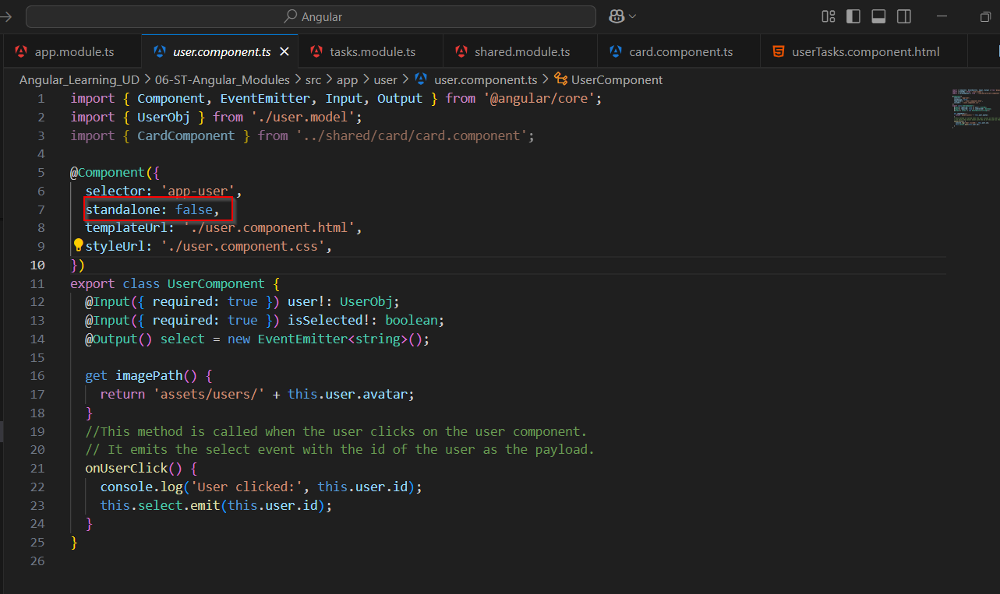 Angular
app.module.ts
user.component.ts
tasks.module.ts
shared.module.ts
card.component.ts
userTasks.component.html
Angular_Learning_UD > 06-ST-Angular_Modules > src > app > user > user.component.ts > UserComponent
1 import { Component, EventEmitter, Input, Output } from '@angular/core';
2 import { UserObj } from './user.model';
3 import { CardComponent } from '../shared/card/card.component';
4
5 @Component({
6 selector: 'app-user',
7 standalone: false,
8 templateUrl: './user.component.html',
9 styleUrl: './user.component.css',
10 })
11 export class UserComponent {
12 @Input({ required: true }) user!: UserObj;
13 @Input({ required: true }) isSelected!: boolean;
14 @Output() select = new EventEmitter<string>();
15
16 get imagePath() {
17 return 'assets/users/' + this.user.avatar;
18 }
19 //This method is called when the user clicks on the user component.
20 // It emits the select event with the id of the user as the payload.
21 onUserClick() {
22 console.log('User clicked:', this.user.id);
23 this.select.emit(this.user.id);
24 }
25 }
26